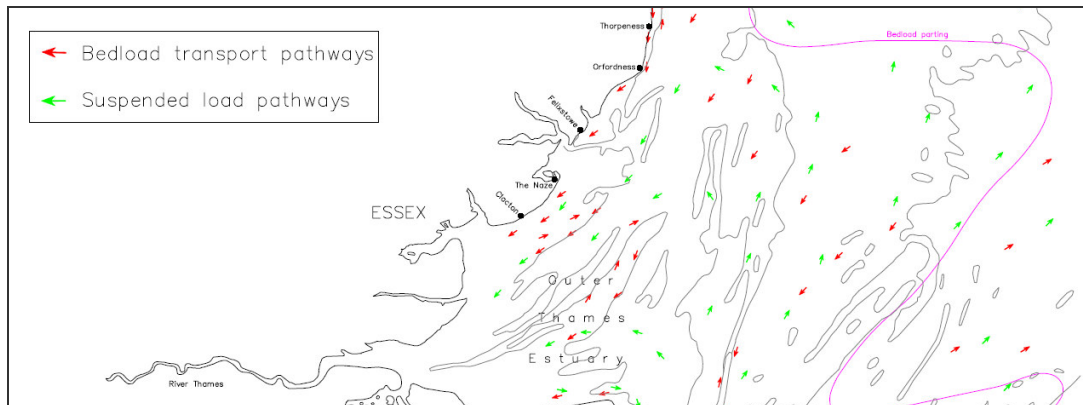 Bedload transport pathways
Suspended load pathways
Thorpeness
Orfordness
Felixstowe
The Naze
Clacton
ESSEX
Bedload parting
Outer
Thames
Estuary
River Thames